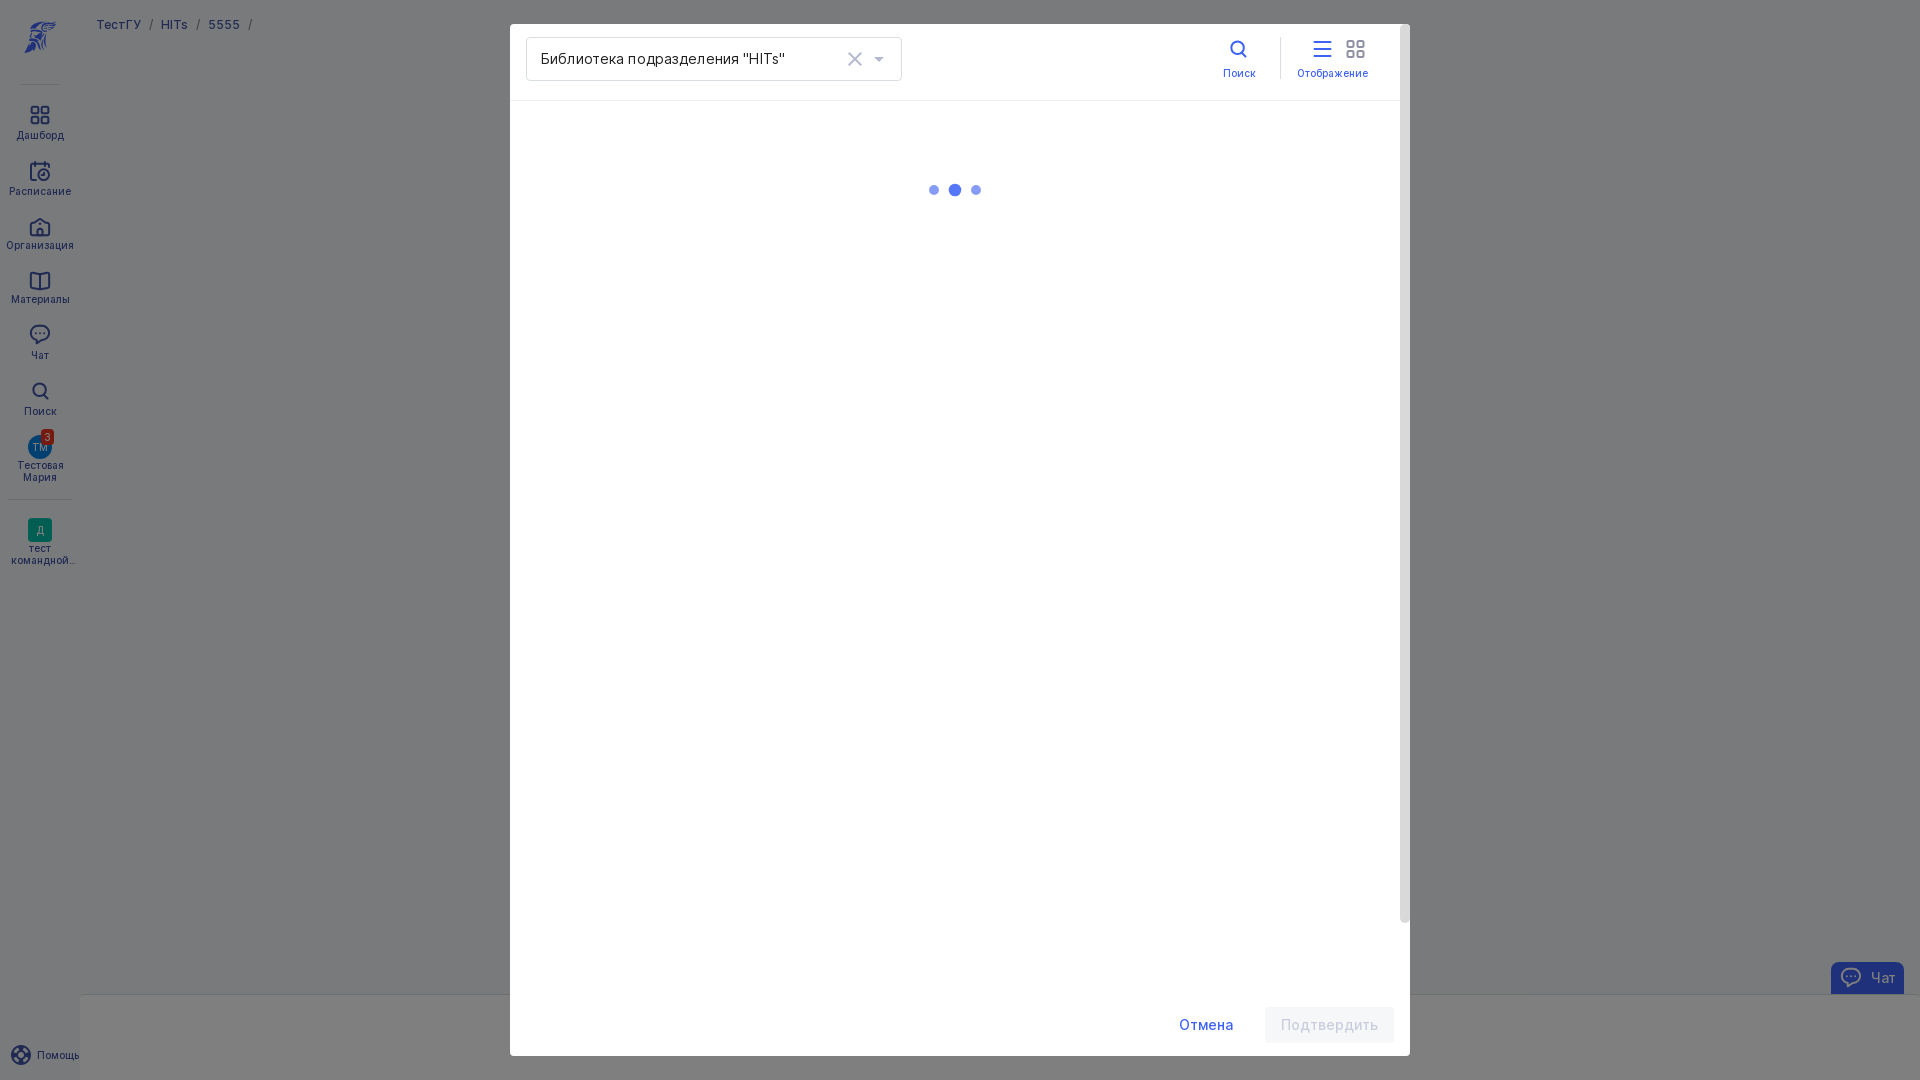 ТестГУ / HITs / 5555 /
Дашборд
Расписание
Организация
Материалы
Чат
Поиск
ТМ
3
Тестовая
Мария
Д
тест
командной...
Помощь
Библиотека подразделения "HITs"
Поиск
Отображение
Отмена
Подтвердить
Чат